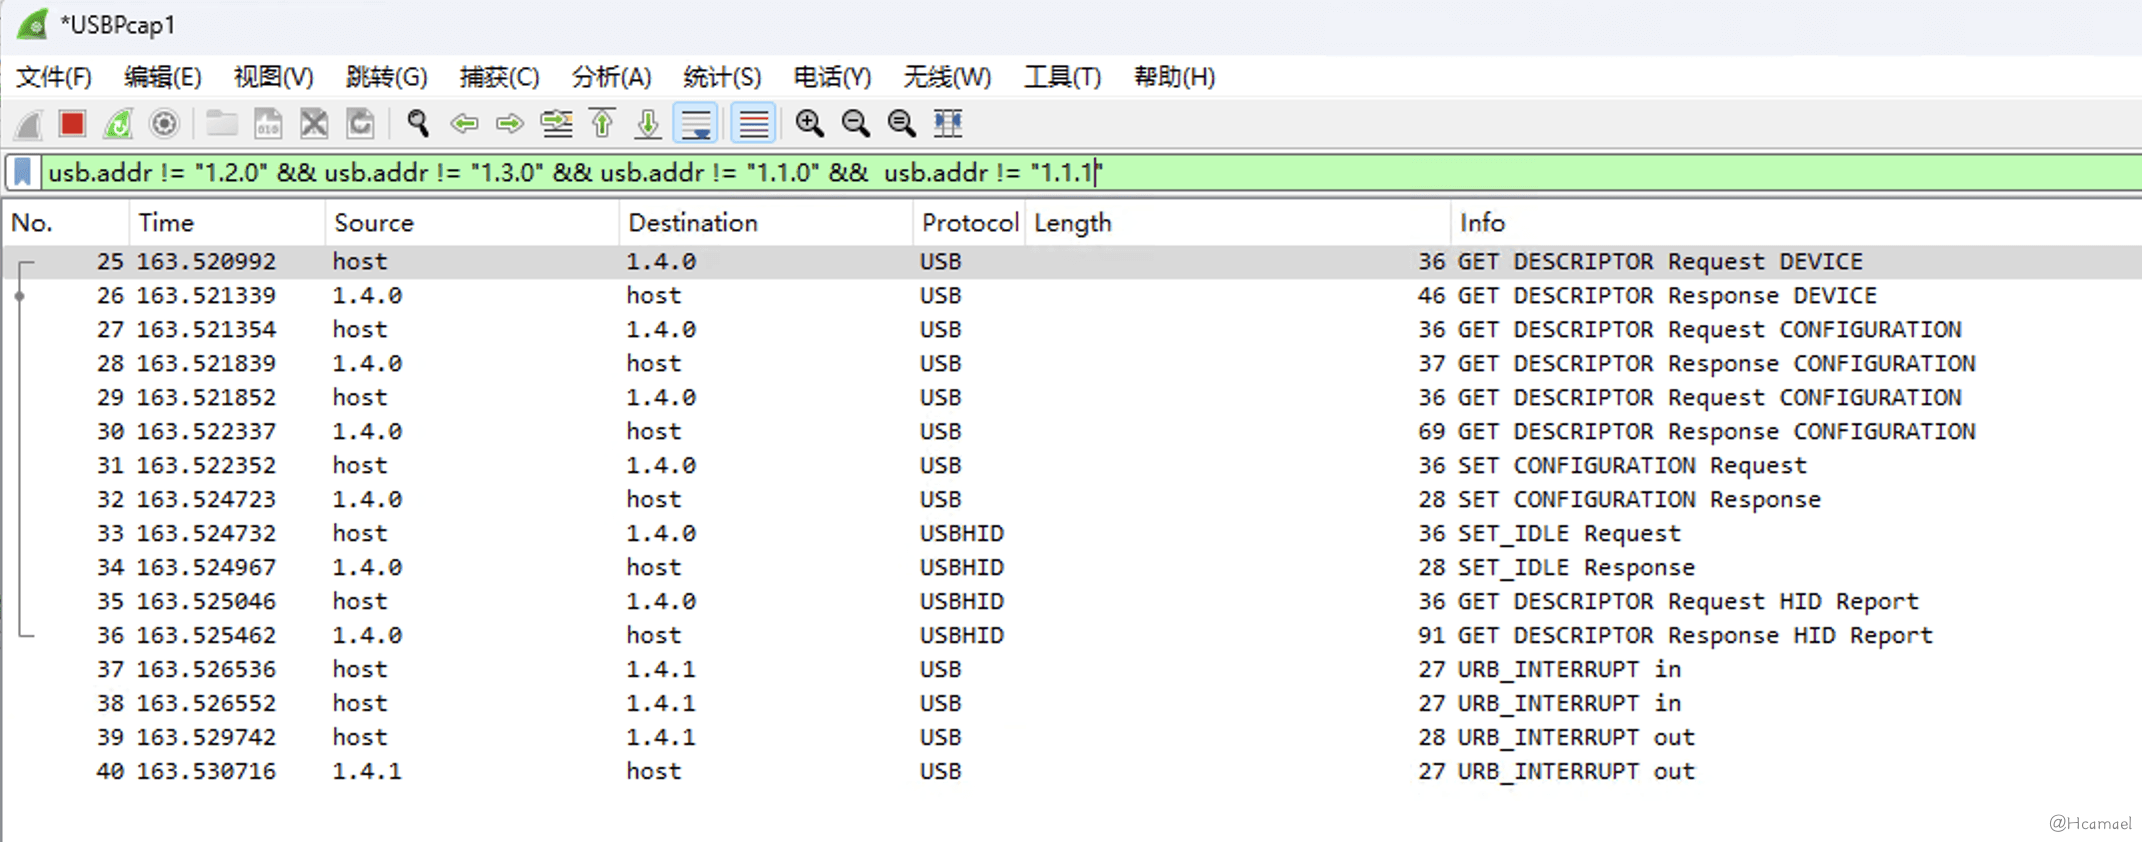 *USBPcap1
文件(F) 编辑(E) 视图(V) 跳转(G) 捕获(C) 分析(A) 统计(S) 电话(Y) 无线(W) 工具(T) 帮助(H)
usb.addr != "1.2.0" && usb.addr != "1.3.0" && usb.addr != "1.1.0" &&  usb.addr != "1.1.1"
No. Time Source Destination Protocol Length Info
25 163.520992 host 1.4.0 USB 36 GET DESCRIPTOR Request DEVICE
26 163.521339 1.4.0 host USB 46 GET DESCRIPTOR Response DEVICE
27 163.521354 host 1.4.0 USB 36 GET DESCRIPTOR Request CONFIGURATION
28 163.521839 1.4.0 host USB 37 GET DESCRIPTOR Response CONFIGURATION
29 163.521852 host 1.4.0 USB 36 GET DESCRIPTOR Request CONFIGURATION
30 163.522337 1.4.0 host USB 69 GET DESCRIPTOR Response CONFIGURATION
31 163.522352 host 1.4.0 USB 36 SET CONFIGURATION Request
32 163.524723 1.4.0 host USB 28 SET CONFIGURATION Response
33 163.524732 host 1.4.0 USBHID 36 SET_IDLE Request
34 163.524967 1.4.0 host USBHID 28 SET_IDLE Response
35 163.525046 host 1.4.0 USBHID 36 GET DESCRIPTOR Request HID Report
36 163.525462 1.4.0 host USBHID 91 GET DESCRIPTOR Response HID Report
37 163.526536 host 1.4.1 USB 27 URB_INTERRUPT in
38 163.526552 host 1.4.1 USB 27 URB_INTERRUPT in
39 163.529742 host 1.4.1 USB 28 URB_INTERRUPT out
40 163.530716 1.4.1 host USB 27 URB_INTERRUPT out
@Hcamael